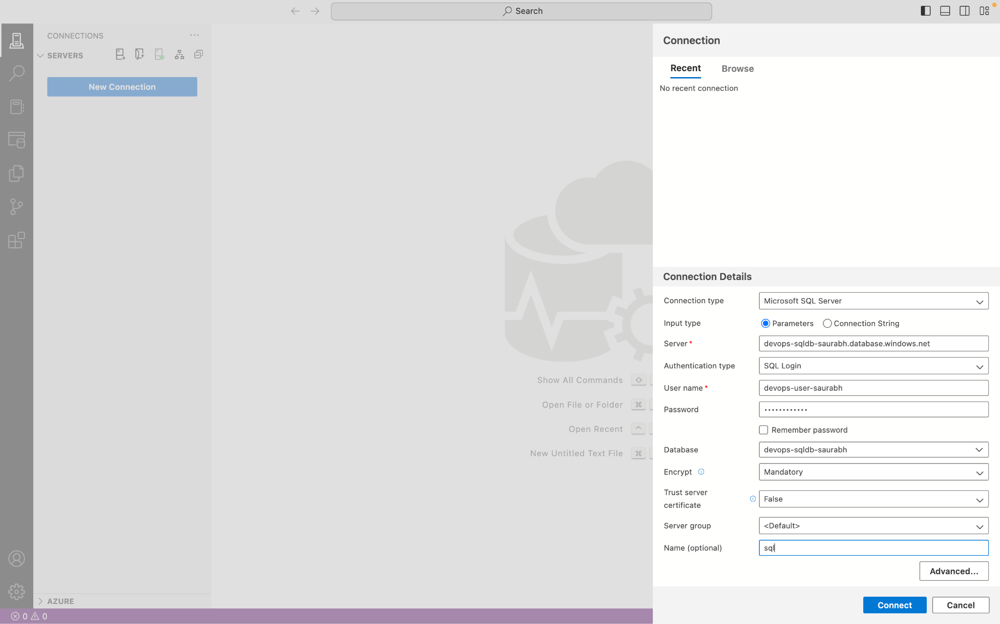 Search
CONNECTIONS
SERVERS
New Connection
Show All Commands
Open File or Folder
Open Recent
New Untitled Text File
AZURE
0 0
Connection
Recent Browse
No recent connection
Connection Details
Connection type Microsoft SQL Server
Input type Parameters Connection String
Server* devops-sqldb-saurabh.database.windows.net
Authentication type SQL Login
User name* devops-user-saurabh
Password ••••••••••••
Remember password
Database devops-sqldb-saurabh
Encrypt Mandatory
Trust server
certificate False
Server group <Default>
Name (optional) sql
Advanced...
Connect Cancel